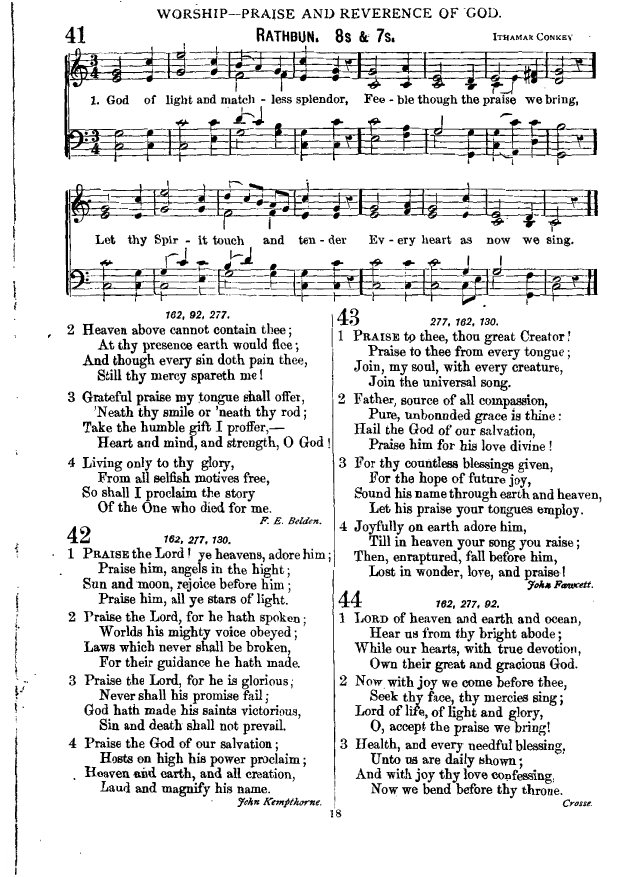 WORSHIP—PRAISE AND REVERENCE OF GOD.
41 RATHBUN. 8s & 7s. ITHAMAR CONKEY
1. God of light and match - less splendor, Fee - ble though the praise we bring,
Let thy Spir - it touch and ten - der Ev - ery heart as now we sing.
162, 92, 277.
2 Heaven above cannot contain thee;
At thy presence earth would flee;
And though every sin doth pain thee,
Still thy mercy spareth me!
3 Grateful praise my tongue shall offer,
'Neath thy smile or 'neath thy rod;
Take the humble gift I proffer,—
Heart and mind, and strength, O God!
4 Living only to thy glory,
From all selfish motives free,
So shall I proclaim the story
Of the One who died for me.
F. E. Belden.
42 162, 277, 130.
1 PRAISE the Lord! ye heavens, adore him;
Praise him, angels in the hight;
Sun and moon, rejoice before him;
Praise him, all ye stars of light.
2 Praise the Lord, for he hath spoken;
Worlds his mighty voice obeyed;
Laws which never shall be broken,
For their guidance he hath made.
3 Praise the Lord, for he is glorious;
Never shall his promise fail;
God hath made his saints victorious,
Sin and death shall not prevail.
4 Praise the God of our salvation;
Hosts on high his power proclaim;
Heaven and earth, and all creation,
Laud and magnify his name.
John Kempthorne.
43 277, 162, 130.
1 PRAISE to thee, thou great Creator!
Praise to thee from every tongue;
Join, my soul, with every creature,
Join the universal song.
2 Father, source of all compassion,
Pure, unbounded grace is thine:
Hail the God of our salvation,
Praise him for his love divine!
3 For thy countless blessings given,
For the hope of future joy,
Sound his name through earth and heaven,
Let his praise your tongues employ.
4 Joyfully on earth adore him,
Till in heaven your song you raise;
Then, enraptured, fall before him,
Lost in wonder, love, and praise!
John Fawcett.
44 162, 277, 92.
1 LORD of heaven and earth and ocean,
Hear us from thy bright abode;
While our hearts, with true devotion,
Own their great and gracious God.
2 Now with joy we come before thee,
Seek thy face, thy mercies sing;
Lord of life, of light and glory,
O, accept the praise we bring!
3 Health, and every needful blessing,
Unto us are daily shown;
And with joy thy love confessing,
Now we bend before thy throne.
Crosse.
18